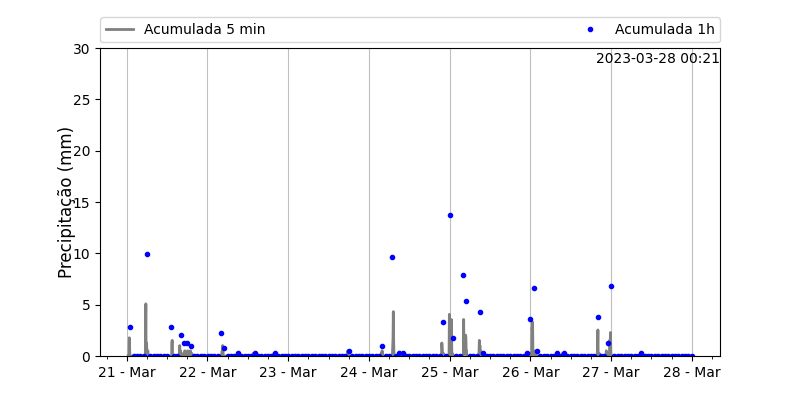 Acumulada 5 min
Acumulada 1h
2023-03-28 00:21
Precipitação (mm)
30
25
20
15
10
5
0
21 - Mar
22 - Mar
23 - Mar
24 - Mar
25 - Mar
26 - Mar
27 - Mar
28 - Mar